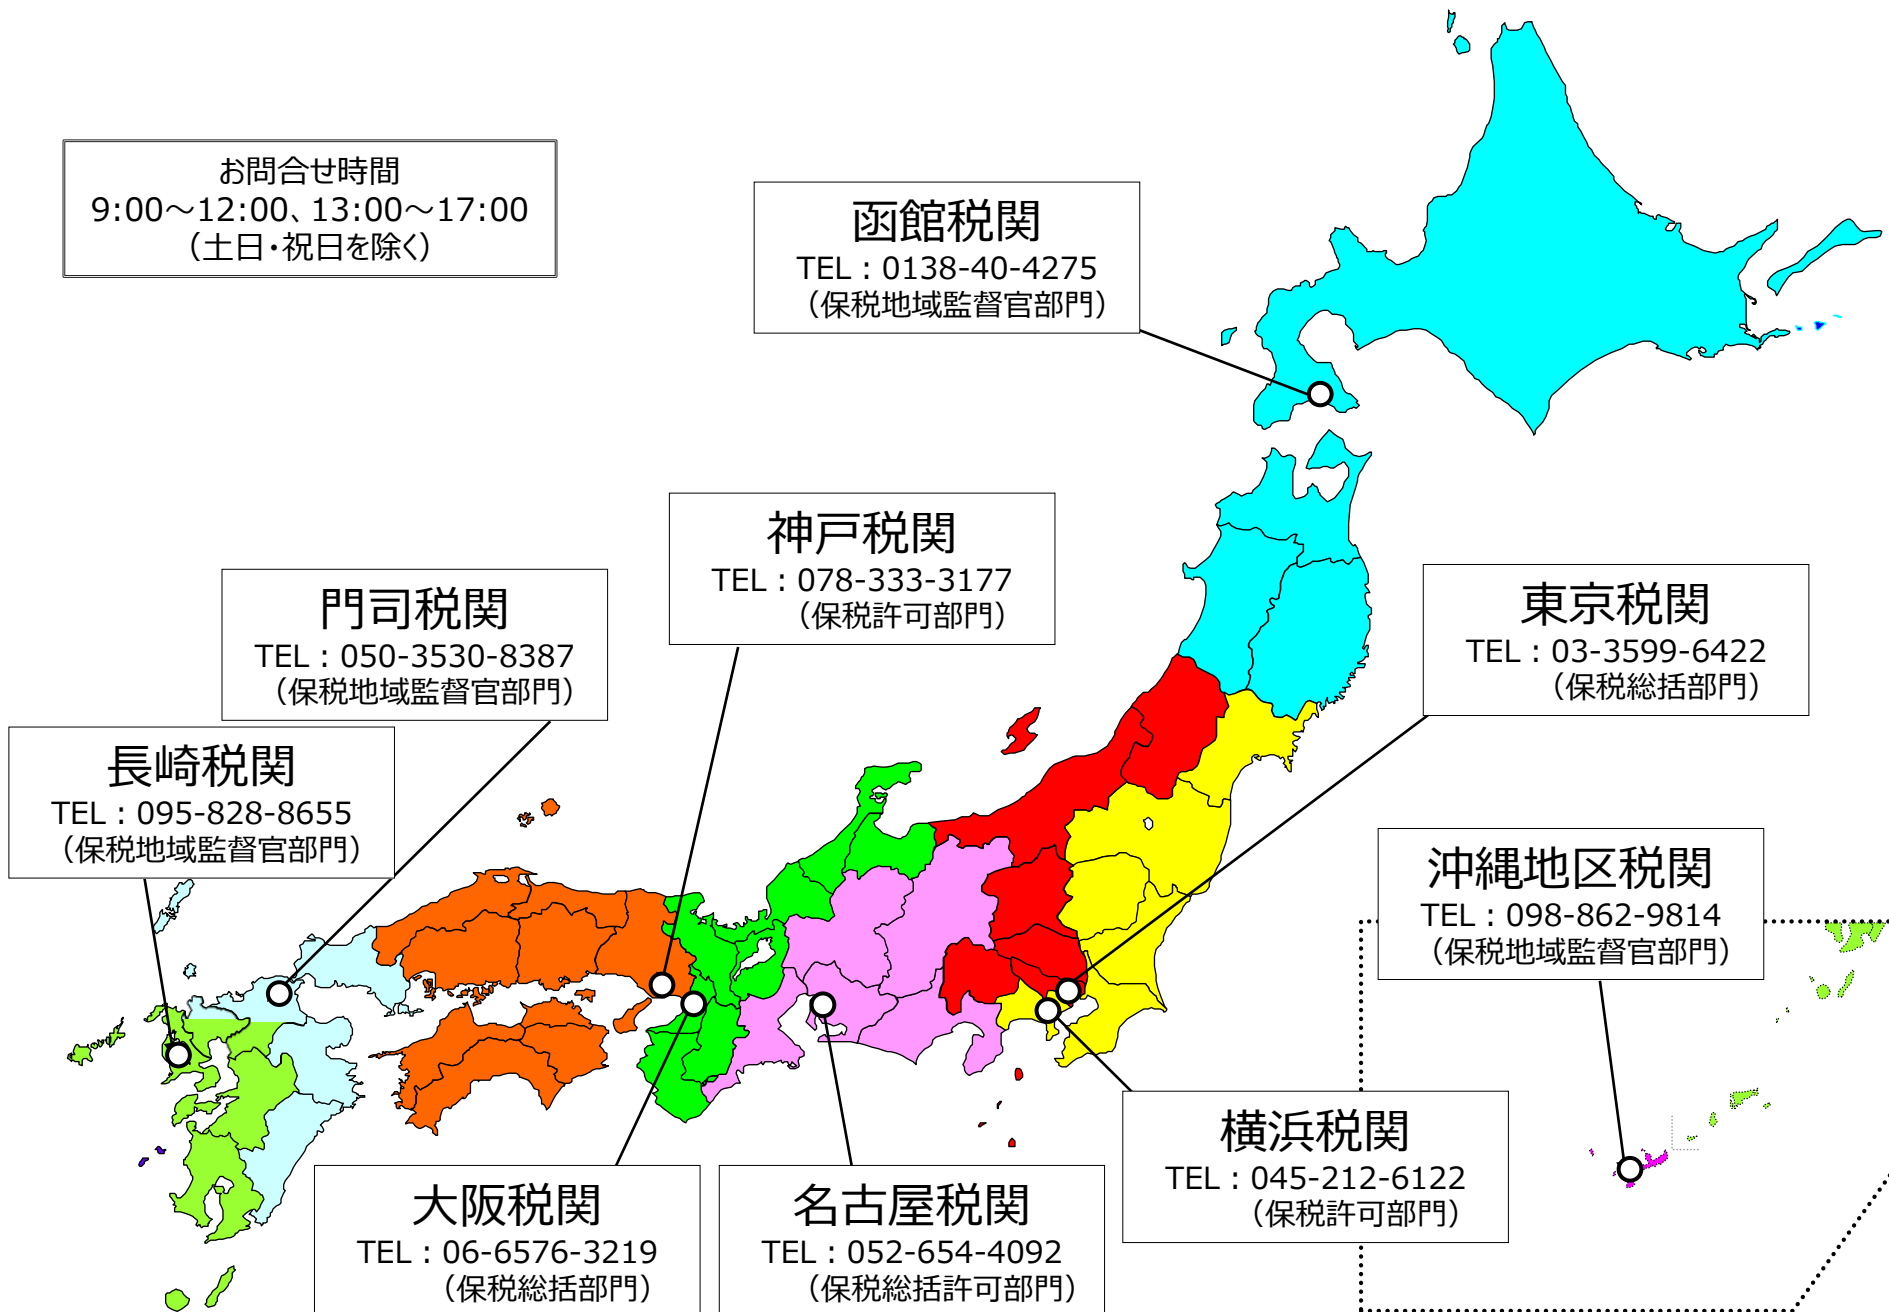 お問合せ時間
9:00～12:00、13:00～17:00
（土日・祝日を除く）
函館税関
TEL：0138-40-4275
（保税地域監督官部門）
神戸税関
TEL：078-333-3177
（保税許可部門）
門司税関
TEL：050-3530-8387
（保税地域監督官部門）
東京税関
TEL：03-3599-6422
（保税総括部門）
長崎税関
TEL：095-828-8655
（保税地域監督官部門）
沖縄地区税関
TEL：098-862-9814
（保税地域監督官部門）
横浜税関
TEL：045-212-6122
（保税許可部門）
大阪税関
TEL：06-6576-3219
（保税総括部門）
名古屋税関
TEL：052-654-4092
（保税総括許可部門）